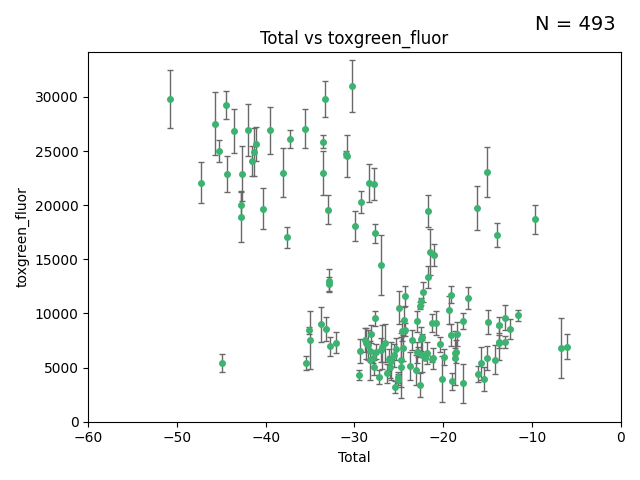 N = 493
Total vs toxgreen_fluor
toxgreen_fluor
30000
25000
20000
15000
10000
5000
0
−60 −50 −40 −30 −20 −10 0
Total